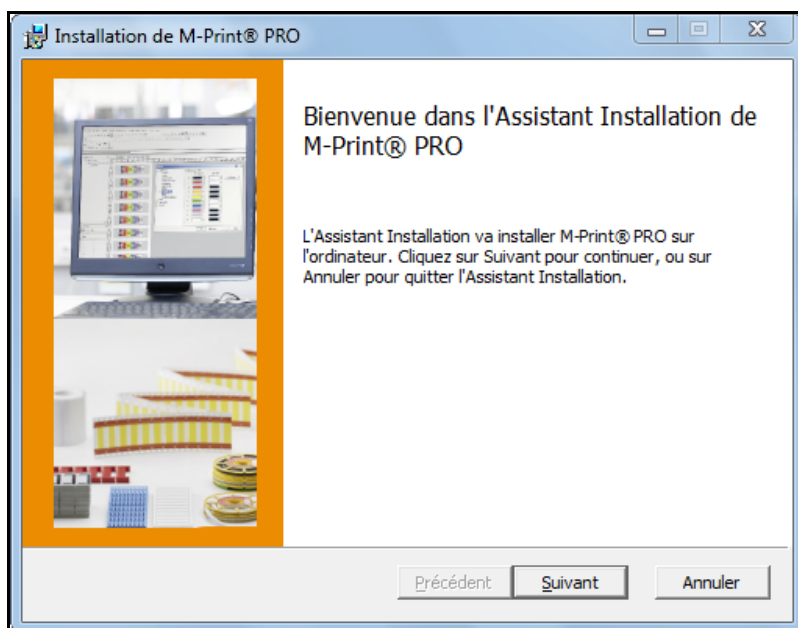 Installation de M-Print® PRO
Bienvenue dans l'Assistant Installation de
M-Print® PRO
L'Assistant Installation va installer M-Print® PRO sur
l'ordinateur. Cliquez sur Suivant pour continuer, ou sur
Annuler pour quitter l'Assistant Installation.
Précédent
Suivant
Annuler